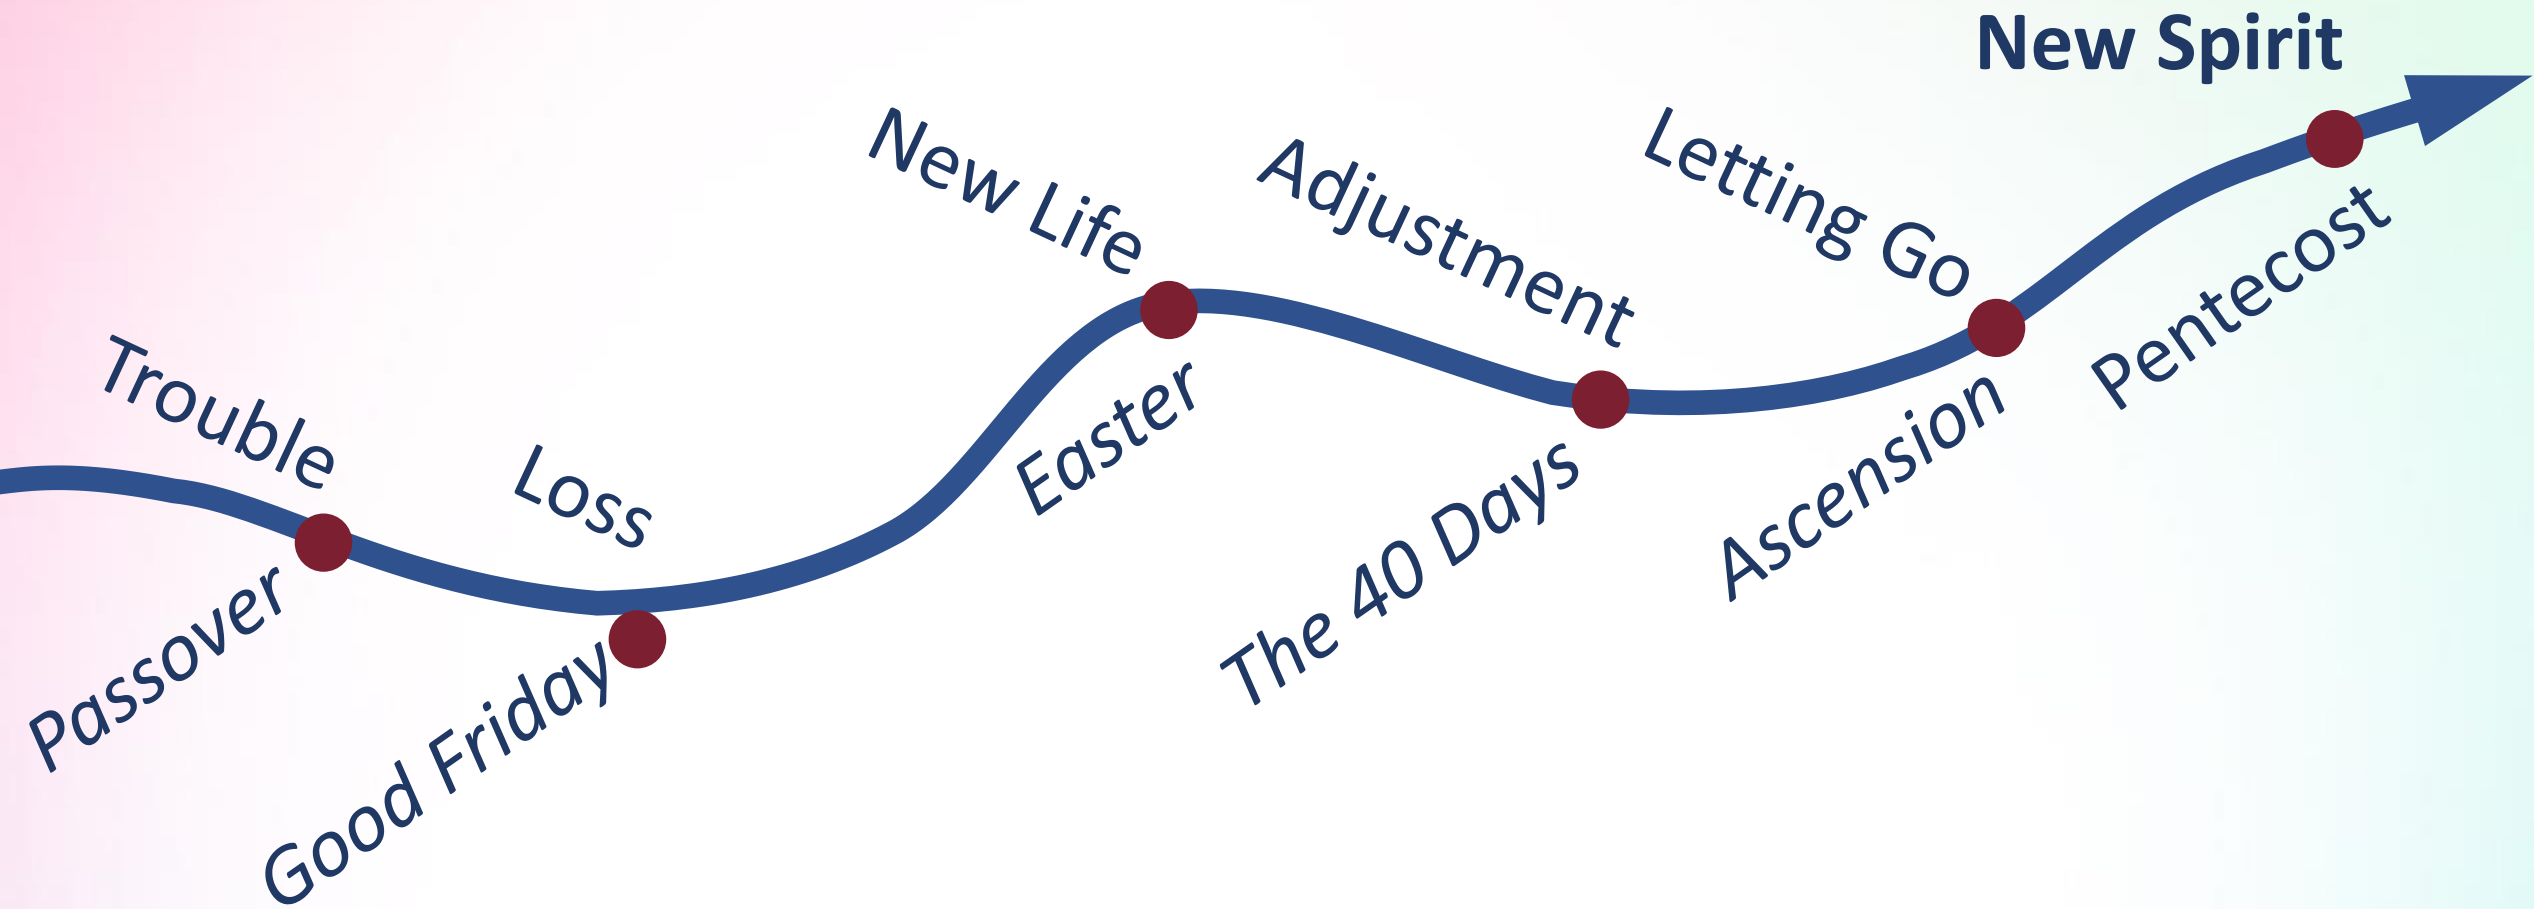 Trouble
Passover
Loss
Good Friday
New Life
Easter
Adjustment
The 40 Days
Letting Go
Ascension
New Spirit
Pentecost